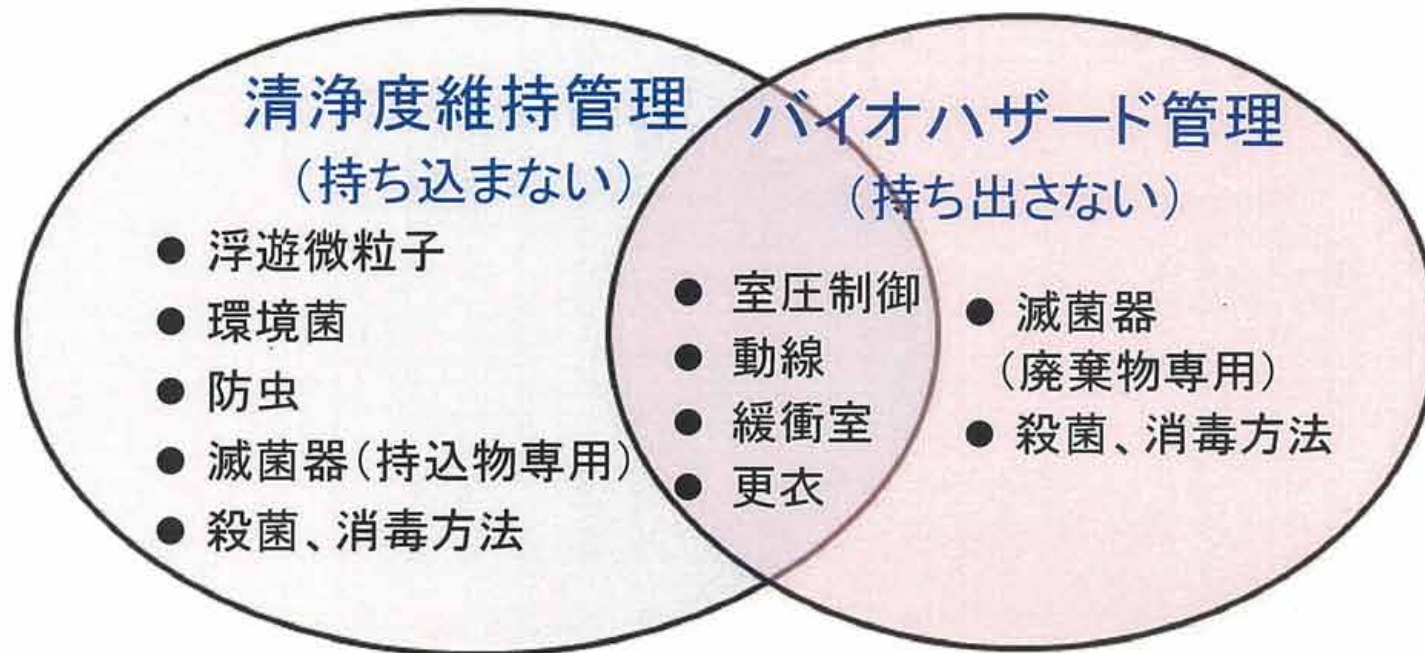 清浄度維持管理
（持ち込まない）
● 浮遊微粒子
● 環境菌
● 防虫
● 滅菌器（持込物専用）
● 殺菌、消毒方法
● 室圧制御
● 動線
● 緩衝室
● 更衣
バイオハザード管理
（持ち出さない）
● 滅菌器
（廃棄物専用）
● 殺菌、消毒方法